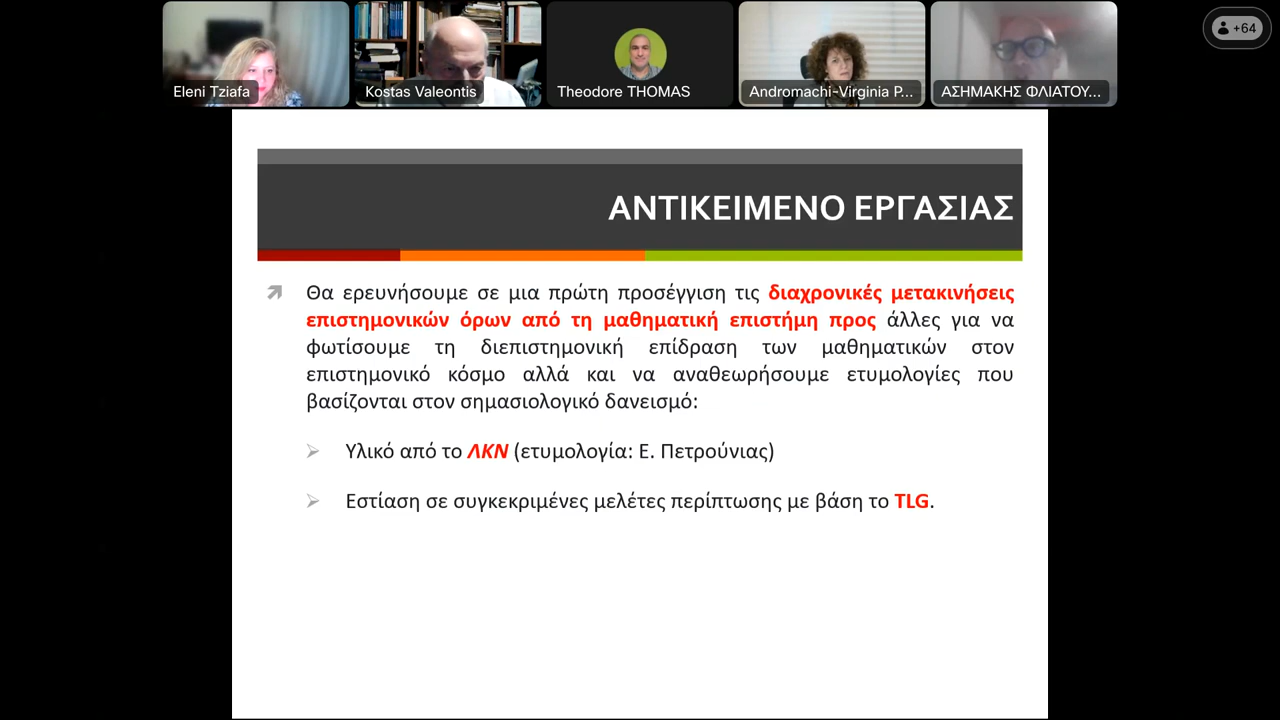 Eleni Tziafa
Kostas Valeontis
Theodore THOMAS
Andromachi-Virginia P...
ΑΣΗΜΑΚΗΣ ΦΛΙΑΤΟΥ...
+64
ΑΝΤΙΚΕΙΜΕΝΟ ΕΡΓΑΣΙΑΣ
Θα ερευνήσουμε σε μια πρώτη προσέγγιση τις διαχρονικές μετακινήσεις
επιστημονικών όρων από τη μαθηματική επιστήμη προς άλλες για να
φωτίσουμε τη διεπιστημονική επίδραση των μαθηματικών στον
επιστημονικό κόσμο αλλά και να αναθεωρήσουμε ετυμολογίες που
βασίζονται στον σημασιολογικό δανεισμό:
Υλικό από το ΛΚΝ (ετυμολογία: Ε. Πετρούνιας)
Εστίαση σε συγκεκριμένες μελέτες περίπτωσης με βάση το TLG.